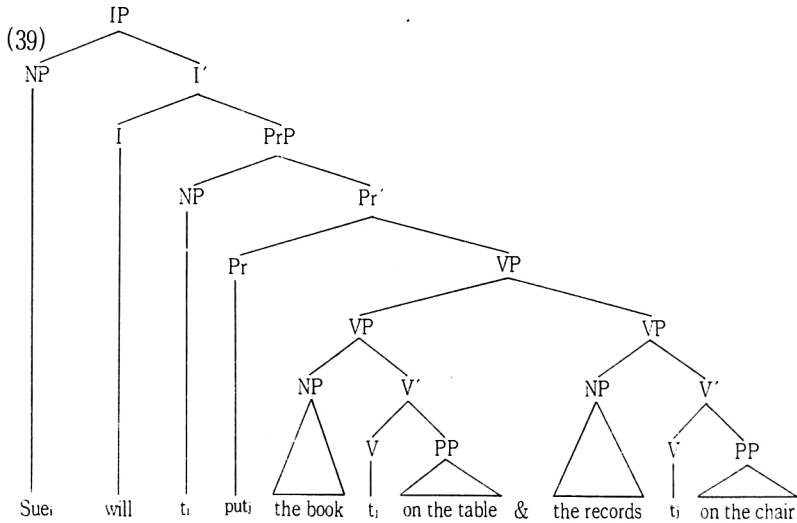 IP
(39)
NP I′
I PrP
NP Pr′
Pr VP
VP VP
NP V′ NP V′
V PP V PP
Sueᵢ will tᵢ putⱼ the book tⱼ on the table & the records tⱼ on the chair